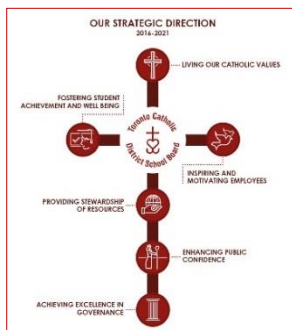 OUR STRATEGIC DIRECTION
2016-2021
LIVING OUR CATHOLIC VALUES
FOSTERING STUDENT
ACHIEVEMENT AND WELL BEING
Toronto Catholic
District School Board
INSPIRING AND
MOTIVATING EMPLOYEES
PROVIDING STEWARDSHIP
OF RESOURCES
ENHANCING PUBLIC
CONFIDENCE
ACHIEVING EXCELLENCE IN
GOVERNANCE